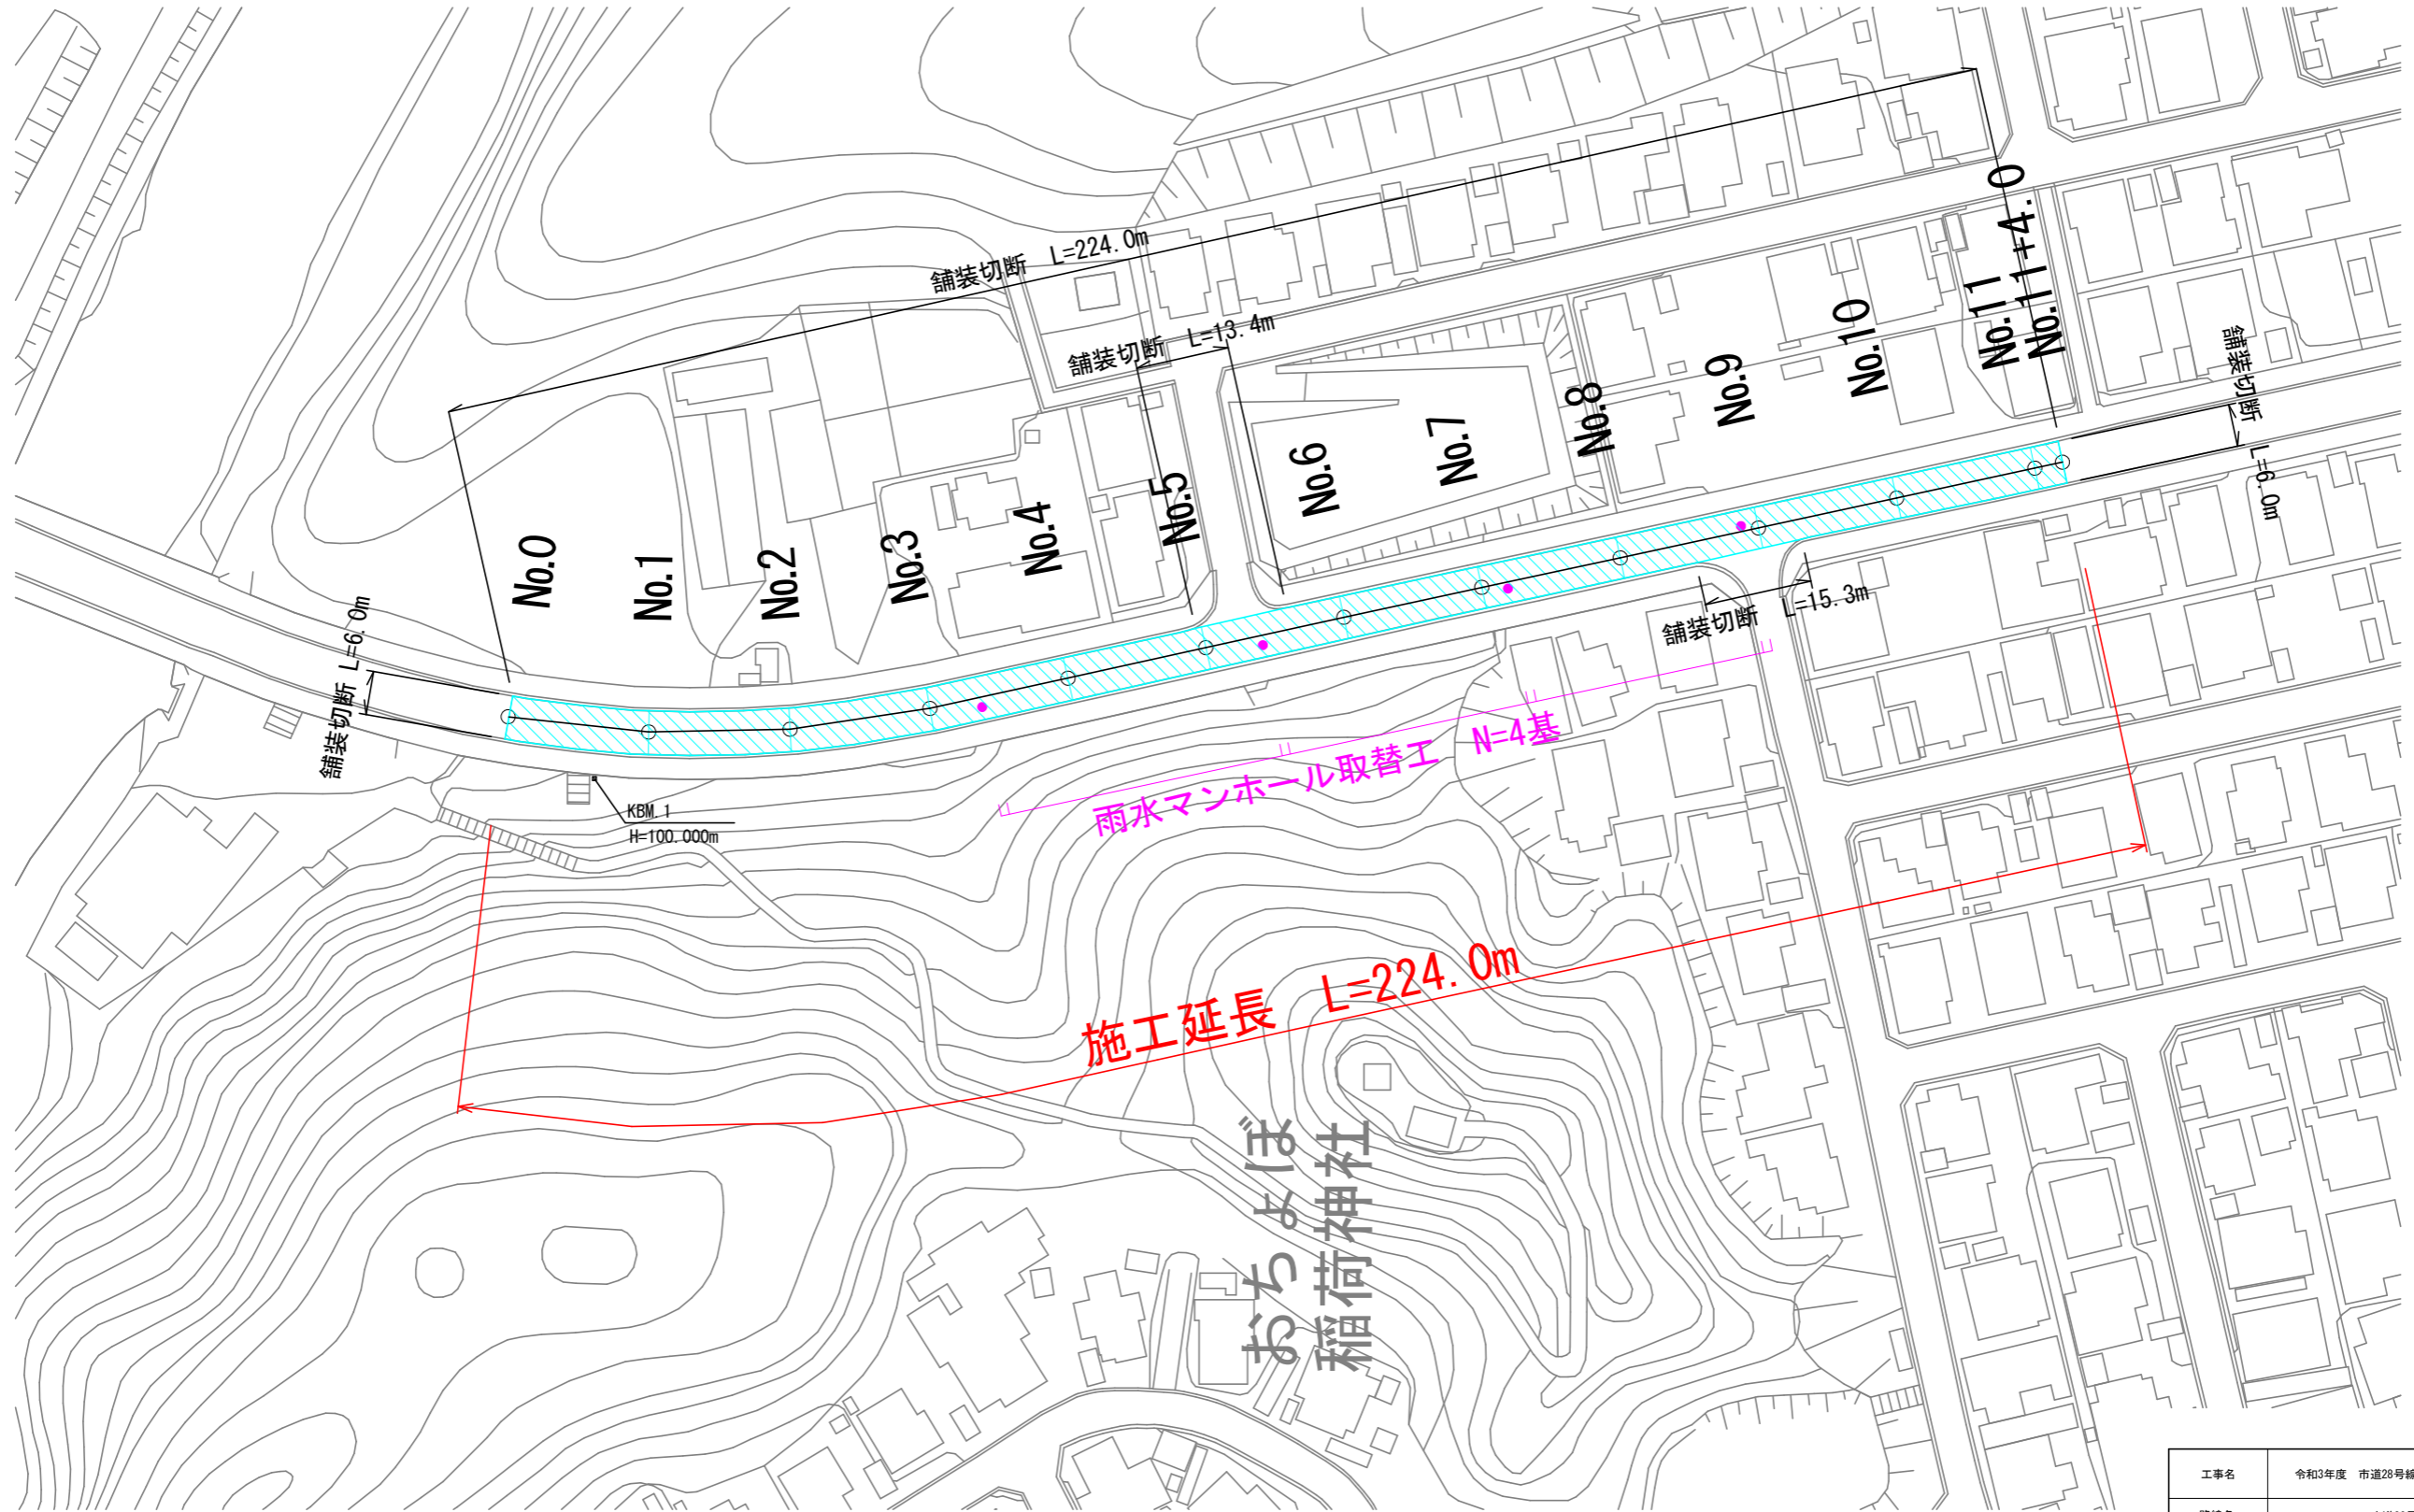 舗装切断 L=224.0m
舗装切断 L=13.4m
No.0
No.1
No.2
No.3
No.4
No.5
No.6
No.7
No.8
No.9
No.10
No.11
No.11+4.0
舗装切断 L=6.0m
舗装切断 L=6.0m
舗装切断 L=15.3m
KBM.1
H=100.000m
雨水マンホール取替工 N=4基
施工延長 L=224.0m
おちょぼ
稲荷神社
工事名 令和3年度 市道28号線